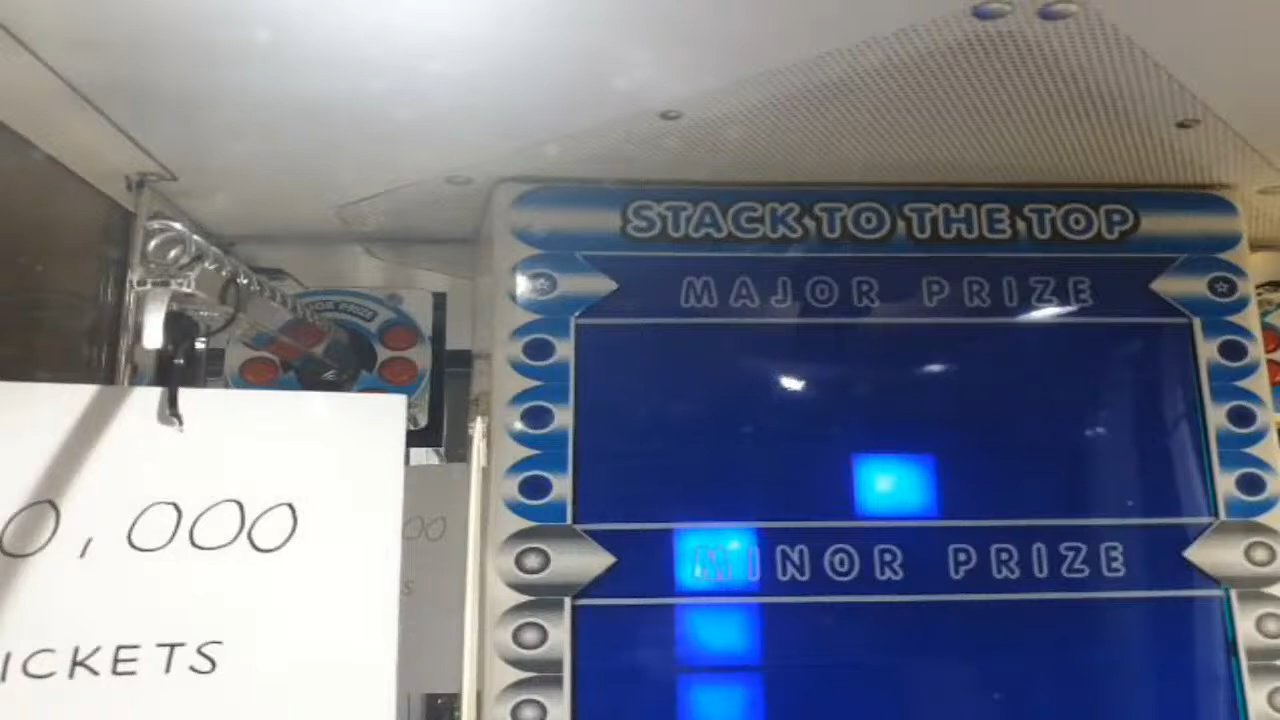 STACK TO THE TOP
MAJOR PRIZE
MINOR PRIZE
0,000
ICKETS